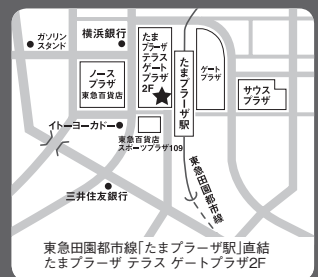 ガソリン
スタンド
横浜銀行
たま
プラーザ
テラス
ゲート
プラザ
2F
たまプラーザ駅
ゲート
プラザ
ノース
プラザ
東急百貨店
サウス
プラザ
イトーヨーカドー
東急百貨店
スポーツプラザ109
三井住友銀行
東急田園都市線
東急田園都市線「たまプラーザ駅」直結
たまプラーザ テラス ゲートプラザ2F